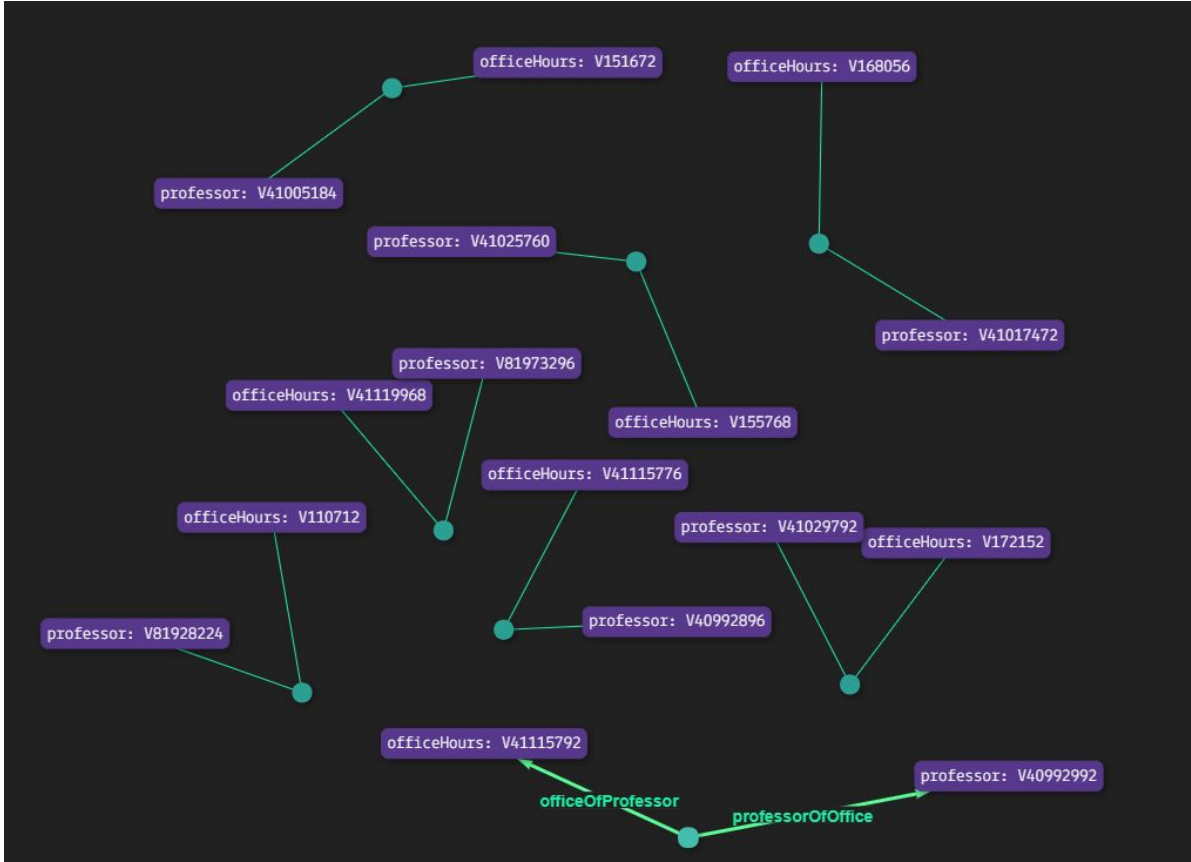 officeHours: V151672
officeHours: V168056
professor: V41005184
professor: V41025760
professor: V41017472
professor: V81973296
officeHours: V41119968
officeHours: V155768
officeHours: V41115776
officeHours: V110712
professor: V41029792
officeHours: V172152
professor: V40992896
professor: V81928224
officeHours: V41115792
professor: V40992992
officeOfProfessor
professorOfOffice